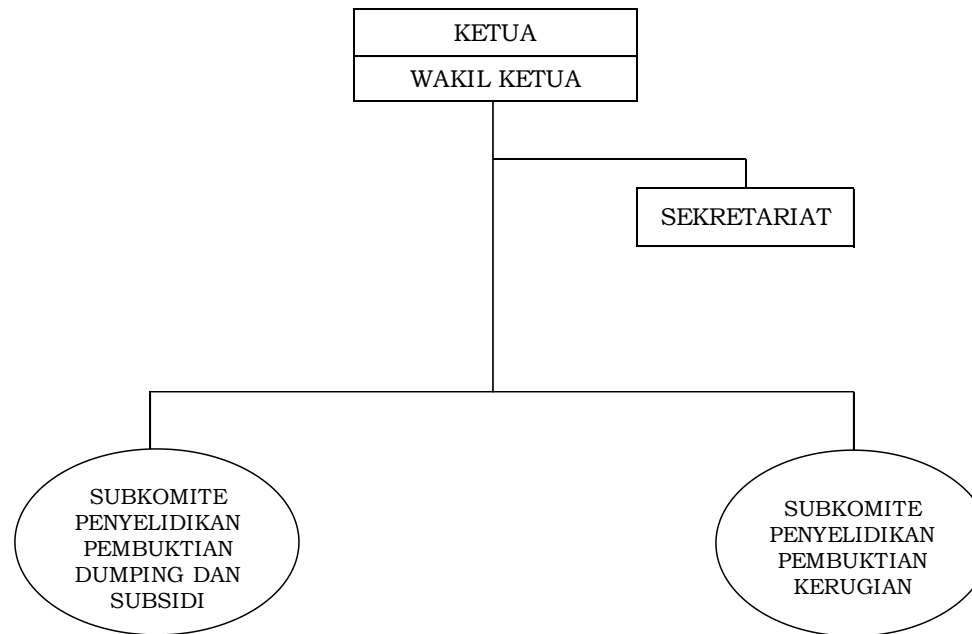 KETUA
WAKIL KETUA
SEKRETARIAT
SUBKOMITE
PENYELIDIKAN
PEMBUKTIAN
DUMPING DAN
SUBSIDI
SUBKOMITE
PENYELIDIKAN
PEMBUKTIAN
KERUGIAN